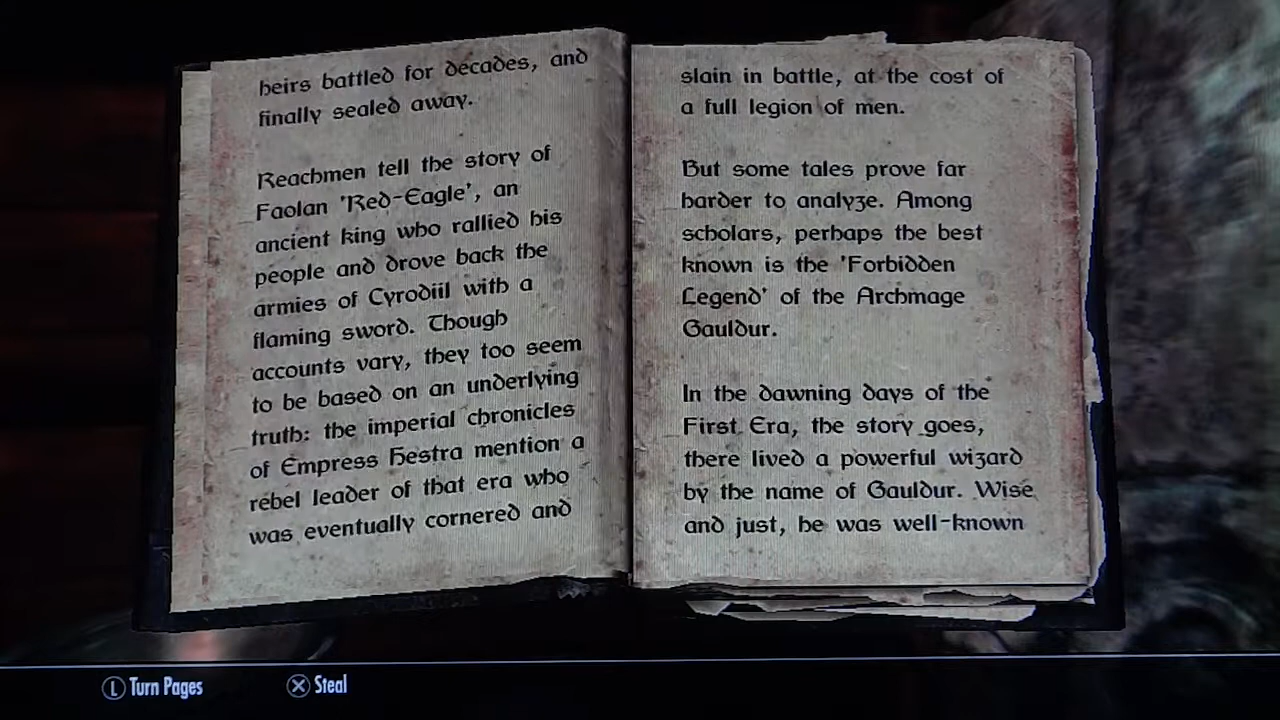 heirs battled for decades, and
finally sealed away.
Reachmen tell the story of
Faolan 'Red-Eagle', an
ancient king who rallied his
people and drove back the
armies of Cyrodiil with a
flaming sword. Though
accounts vary, they too seem
to be based on an underlying
truth: the imperial chronicles
of Empress Hestra mention a
rebel leader of that era who
was eventually cornered and
slain in battle, at the cost of
a full legion of men.
But some tales prove far
harder to analyze. Among
scholars, perhaps the best
known is the 'Forbidden
Legend' of the Archmage
Gauldur.
In the dawning days of the
First Era, the story goes,
there lived a powerful wizard
by the name of Gauldur. Wise
and just, he was well-known
L Turn Pages
X Steal